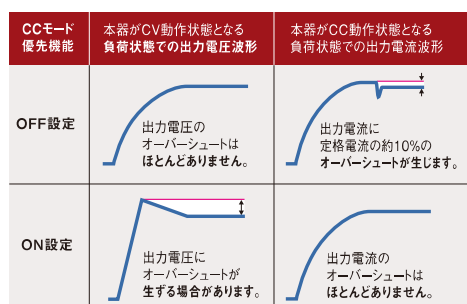 CCモード
優先機能
本器がCV動作状態となる
負荷状態での出力電圧波形
本器がCC動作状態となる
負荷状態での出力電流波形
OFF設定
出力電圧の
オーバーシュートは
ほとんどありません。
出力電流に
定格電流の約10%の
オーバーシュートが生じます。
ON設定
出力電圧に
オーバーシュートが
生ずる場合があります。
出力電流の
オーバーシュートは
ほとんどありません。